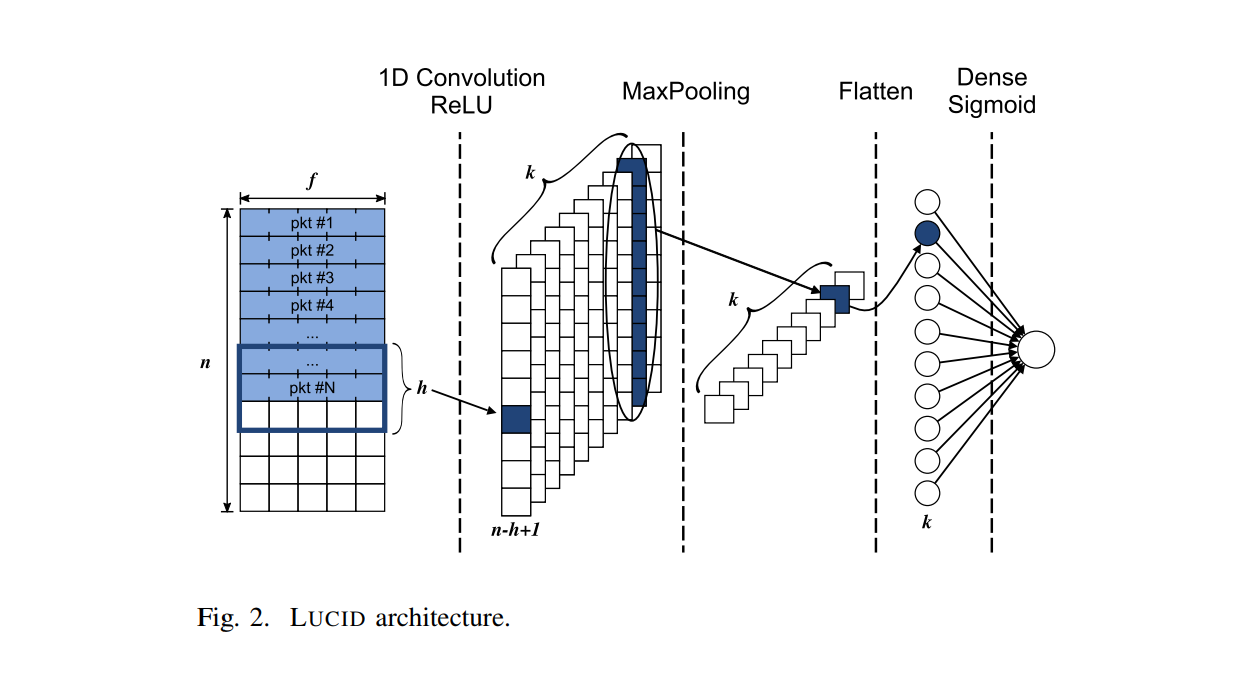 1D Convolution
ReLU
MaxPooling
Flatten
Dense
Sigmoid
f
n
pkt #1
pkt #2
pkt #3
pkt #4
...
...
pkt #N
h
k
n-h+1
k
k
Fig. 2. LUCID architecture.